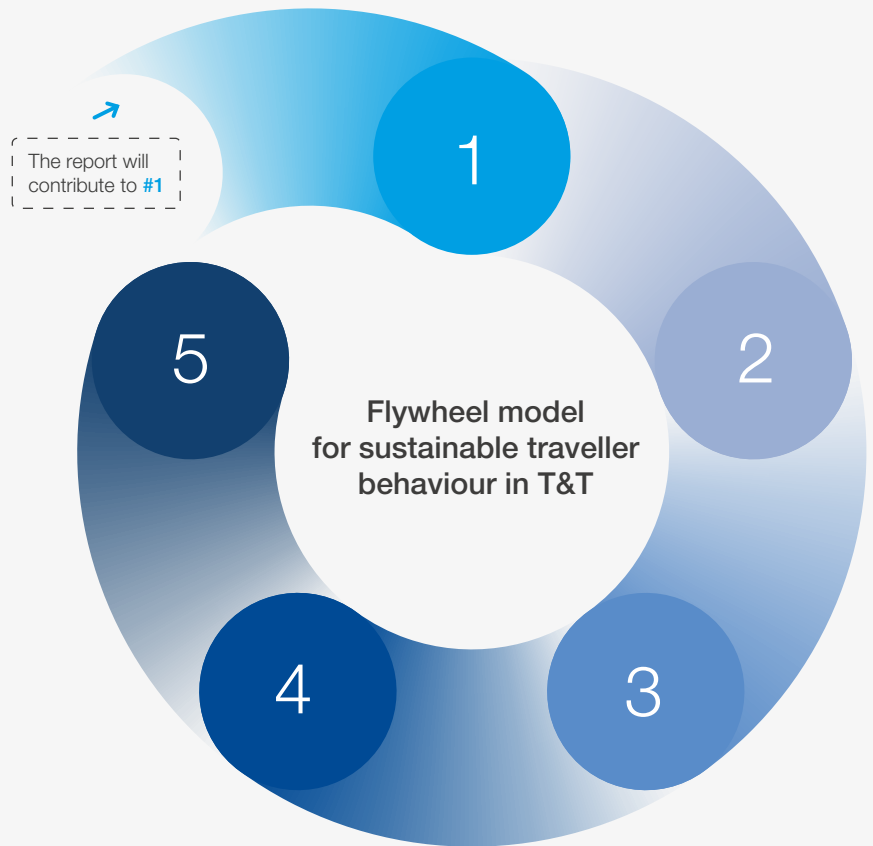 The report will
contribute to #1
1
2
3
4
5
Flywheel model
for sustainable traveller
behaviour in T&T